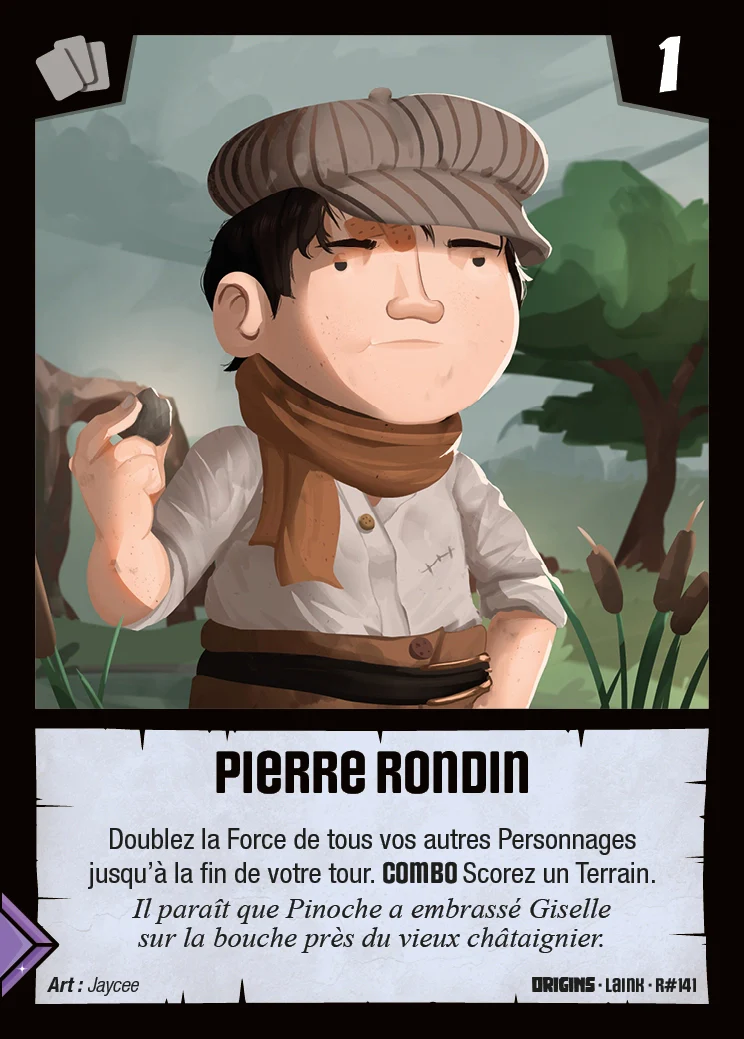 1
PIERRE RONDIN
Doublez la Force de tous vos autres Personnages
jusqu'à la fin de votre tour. COMBO Scorez un Terrain.
Il paraît que Pinoche a embrassé Giselle
sur la bouche près du vieux châtaignier.
Art : Jaycee
ORIGINS · LAINK · R#141